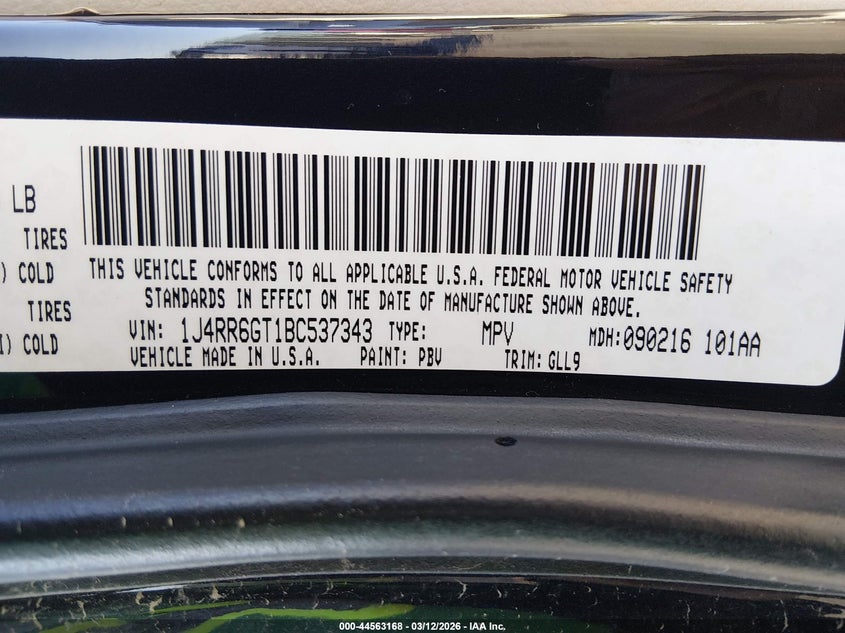 LB
TIRES
) COLD
TIRES
I) COLD
THIS VEHICLE CONFORMS TO ALL APPLICABLE U.S.A. FEDERAL MOTOR VEHICLE SAFETY
STANDARDS IN EFFECT ON THE DATE OF MANUFACTURE SHOWN ABOVE.
VIN: 1J4RR6GT1BC537343 TYPE: MPV MDH:090216 101AA
VEHICLE MADE IN U.S.A. PAINT: PBV TRIM: GLL9
000-44563168 - 03/12/2026 - IAA Inc.